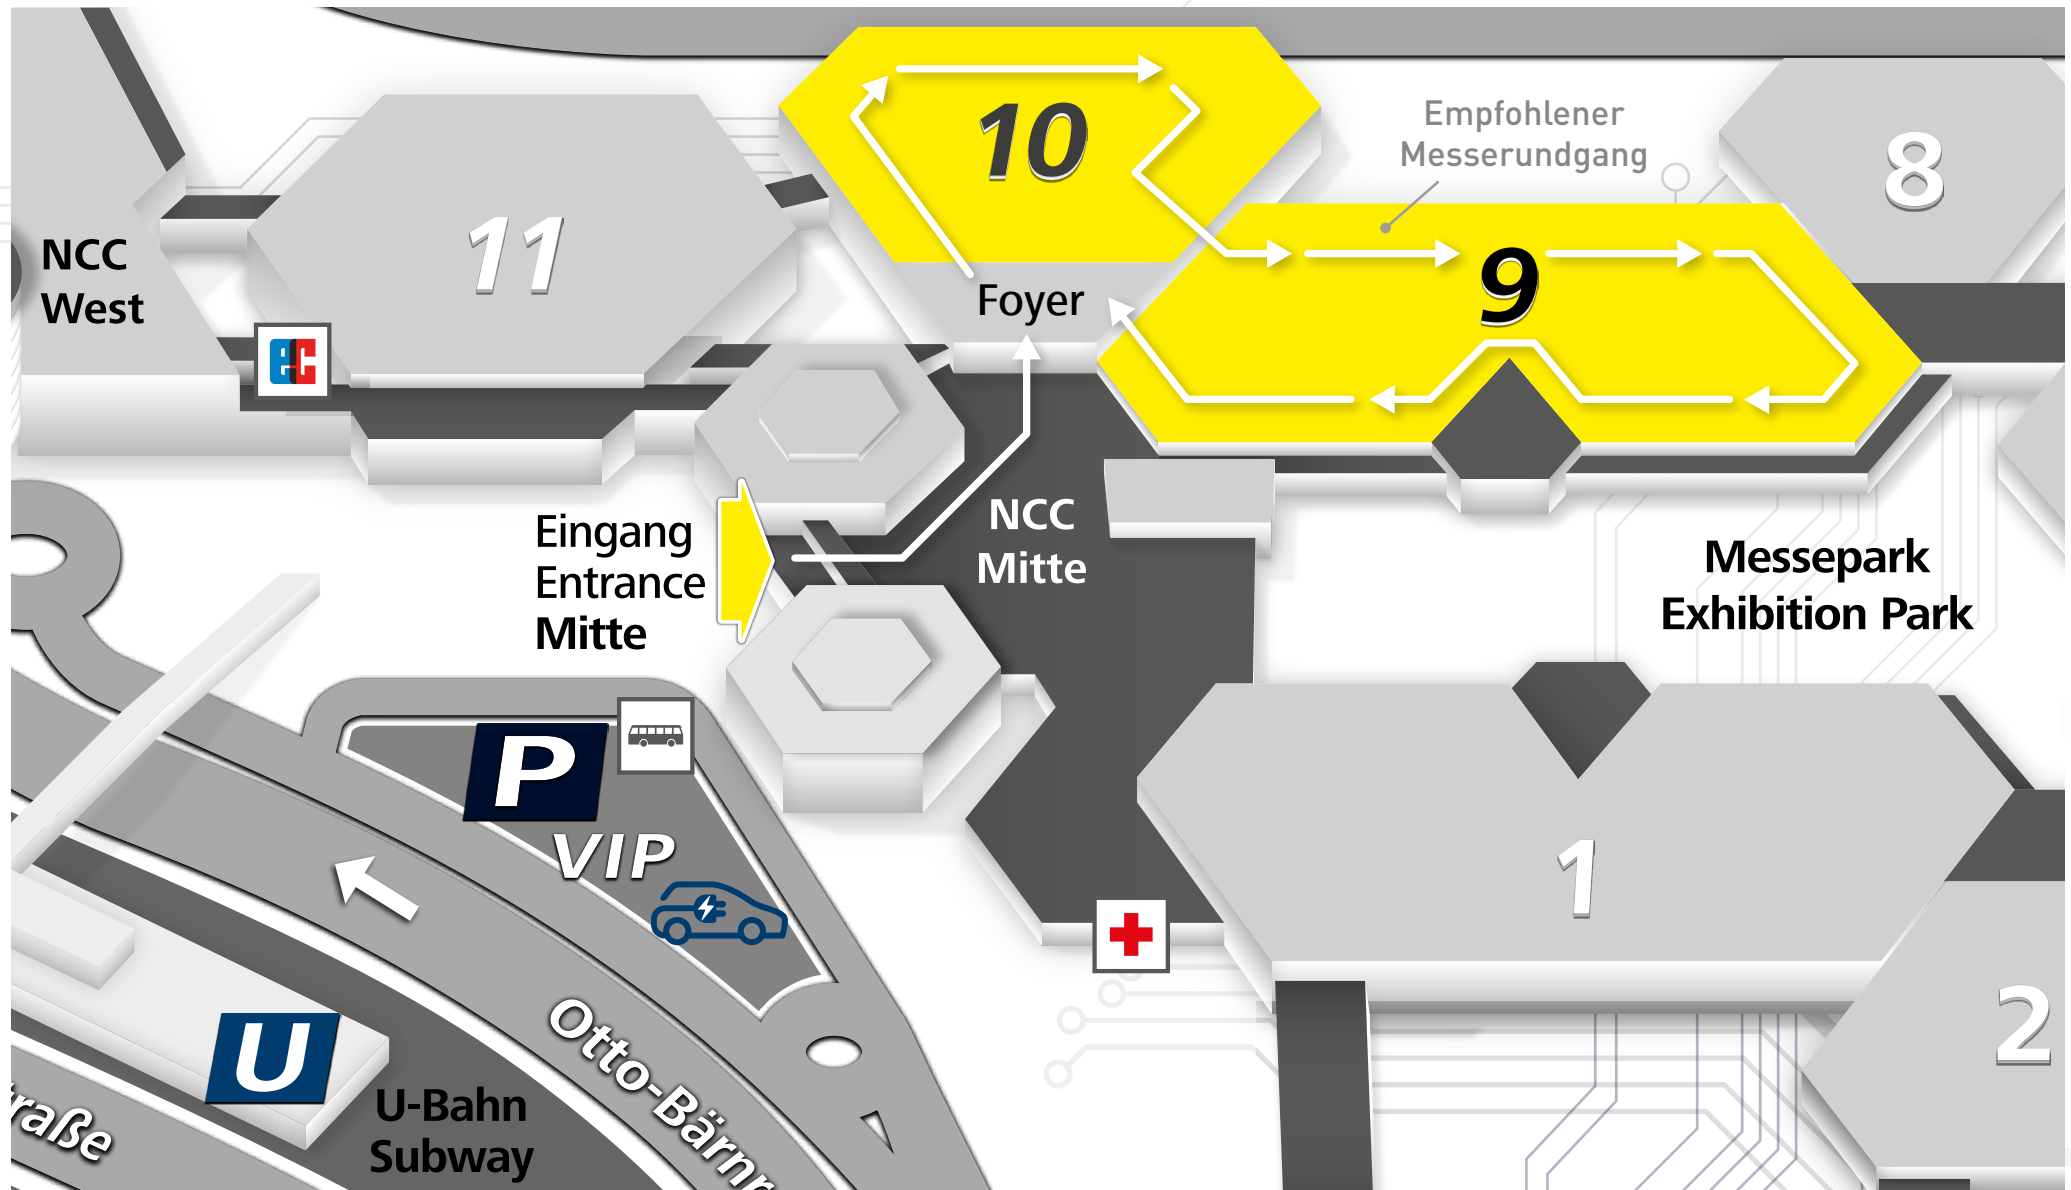 10
Empfohlener
Messerundgang
8
11
NCC
West
9
Foyer
Eingang
Entrance
Mitte
NCC
Mitte
Messepark
Exhibition Park
P
VIP
1
2
U
U-Bahn
Subway
Otto-Bärnr
raße